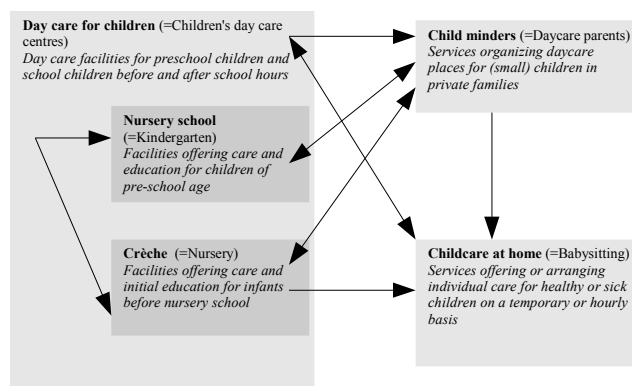 Day care for children (=Children's day care
centres)
Day care facilities for preschool children and
school children before and after school hours
Nursery school
(=Kindergarten)
Facilities offering care and
education for children of
pre-school age
Crèche (=Nursery)
Facilities offering care and
initial education for infants
before nursery school
Child minders (=Daycare parents)
Services organizing daycare
places for (small) children in
private families
Childcare at home (=Babysitting)
Services offering or arranging
individual care for healthy or sick
children on a temporary or hourly
basis